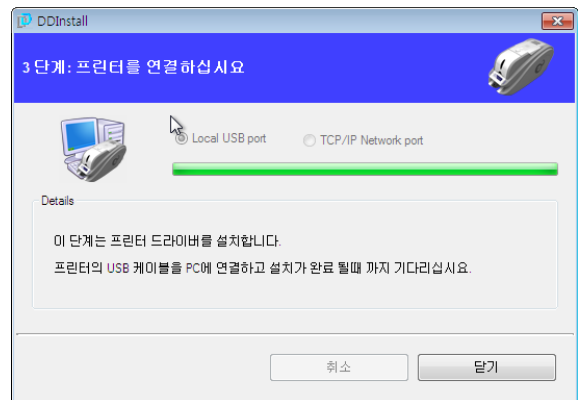 DDInstall
3 단계: 프린터를 연결하십시요
Local USB port
TCP/IP Network port
Details
이 단계는 프린터 드라이버를 설치합니다.
프린터의 USB 케이블을 PC에 연결하고 설치가 완료 될때 까지 기다리십시요.
취소
닫기